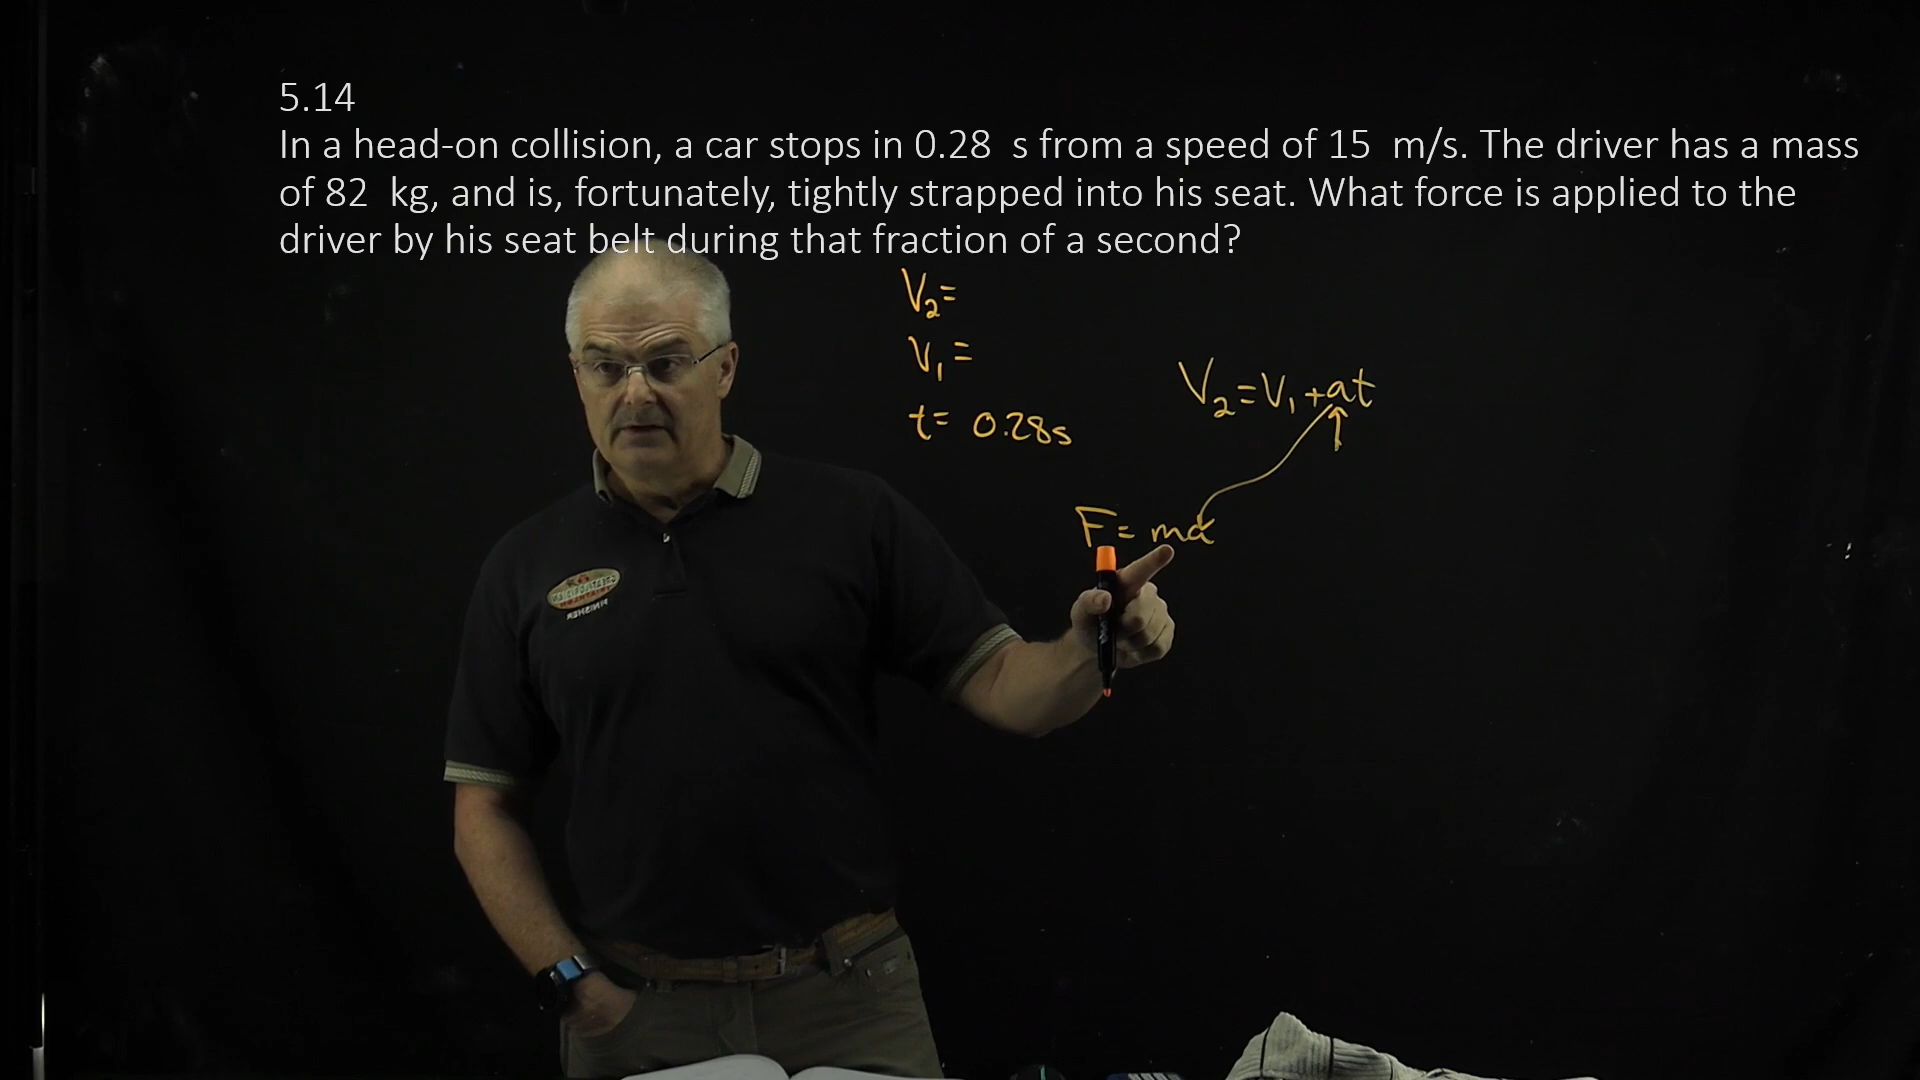 5.14
In a head-on collision, a car stops in 0.28 s from a speed of 15 m/s. The driver has a mass
of 82 kg, and is, fortunately, tightly strapped into his seat. What force is applied to the
driver by his seat belt during that fraction of a second?
V₂=
V₁=
t= 0.28s
V₂=V₁+at
F= ma
FINISHER